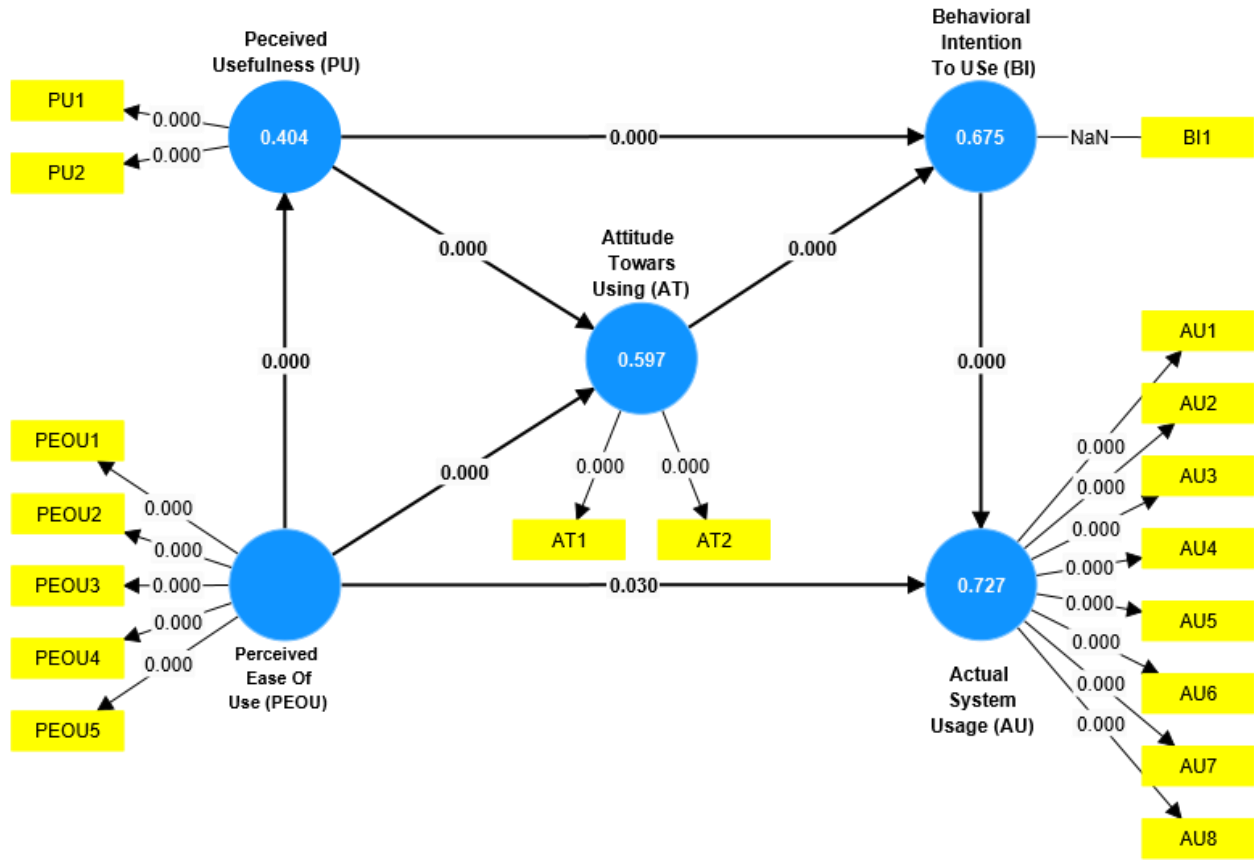 Peceived
Usefulness (PU)
Behavioral
Intention
To USe (BI)
PU1
0.000
0.404
0.000
0.675
NaN
BI1
0.000
PU2
0.000
0.000
Attitude
Towars
Using (AT)
0.000
0.597
0.000
0.000
AU1
AU2
0.000
PEOU1
0.000
0.000
0.000
0.000
AU3
0.000
PEOU2
0.000
0.000
AT1
AT2
0.000
AU4
PEOU3
0.000
0.030
0.727
0.000
AU5
PEOU4
0.000
0.000
Perceived
Ease Of
Use (PEOU)
Actual
System
Usage (AU)
0.000
AU6
PEOU5
0.000
AU7
AU8